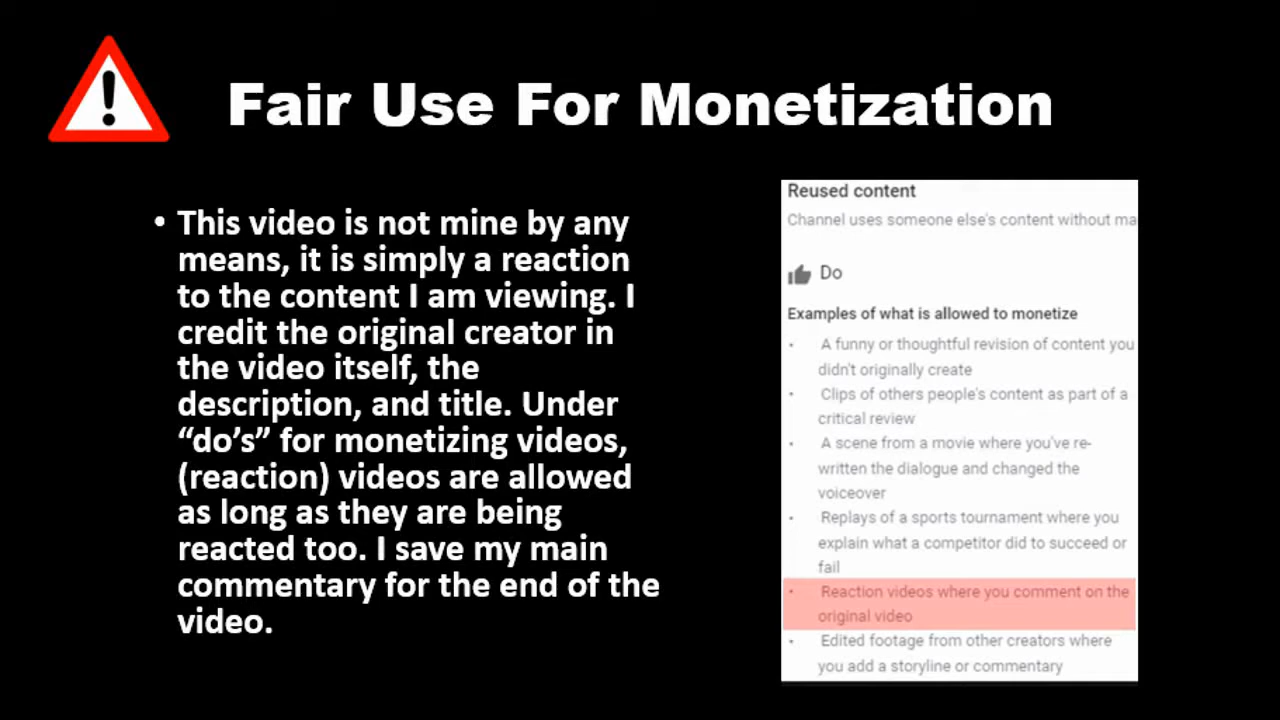 Fair Use For Monetization
• This video is not mine by any
means, it is simply a reaction
to the content I am viewing. I
credit the original creator in
the video itself, the
description, and title. Under
“do’s” for monetizing videos,
(reaction) videos are allowed
as long as they are being
reacted too. I save my main
commentary for the end of the
video.
Reused content
Channel uses someone else's content without ma
Do
Examples of what is allowed to monetize
• A funny or thoughtful revision of content you
didn't originally create
• Clips of others people's content as part of a
critical review
• A scene from a movie where you've re-
written the dialogue and changed the
voiceover
• Replays of a sports tournament where you
explain what a competitor did to succeed or
fail
• Reaction videos where you comment on the
original video
• Edited footage from other creators where
you add a storyline or commentary